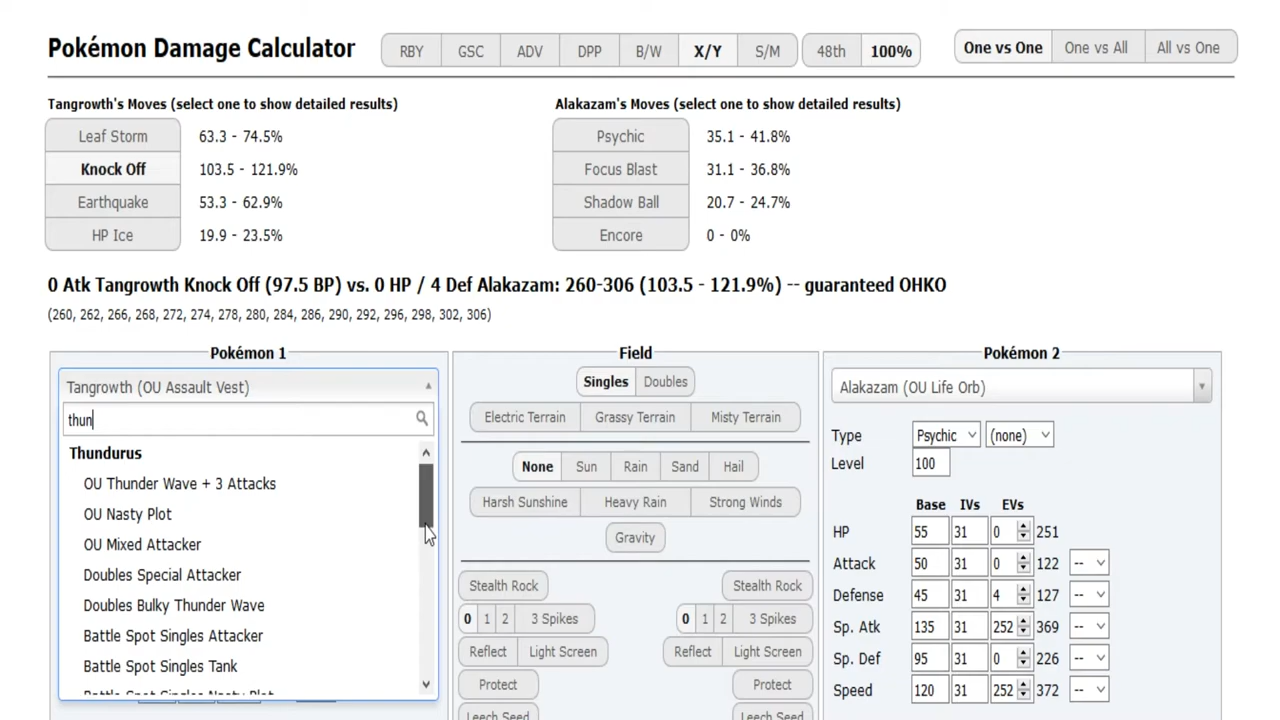 Pokémon Damage Calculator
RBY GSC ADV DPP B/W X/Y S/M 48th 100% One vs One One vs All All vs One
Tangrowth's Moves (select one to show detailed results)
Leaf Storm 63.3 - 74.5%
Knock Off 103.5 - 121.9%
Earthquake 53.3 - 62.9%
HP Ice 19.9 - 23.5%
Alakazam's Moves (select one to show detailed results)
Psychic 35.1 - 41.8%
Focus Blast 31.1 - 36.8%
Shadow Ball 20.7 - 24.7%
Encore 0 - 0%
0 Atk Tangrowth Knock Off (97.5 BP) vs. 0 HP / 4 Def Alakazam: 260-306 (103.5 - 121.9%) -- guaranteed OHKO
(260, 262, 266, 268, 272, 274, 278, 280, 284, 286, 290, 292, 296, 298, 302, 306)
Pokémon 1
Tangrowth (OU Assault Vest)
thun
Thundurus
OU Thunder Wave + 3 Attacks
OU Nasty Plot
OU Mixed Attacker
Doubles Special Attacker
Doubles Bulky Thunder Wave
Battle Spot Singles Attacker
Battle Spot Singles Tank
Battle Spot Singles Nasty Plot
Field
Singles Doubles
Electric Terrain Grassy Terrain Misty Terrain
None Sun Rain Sand Hail
Harsh Sunshine Heavy Rain Strong Winds
Gravity
Stealth Rock Stealth Rock
0 1 2 3 Spikes 0 1 2 3 Spikes
Reflect Light Screen Reflect Light Screen
Protect Protect
Leech Seed Leech Seed
Pokémon 2
Alakazam (OU Life Orb)
Type Psychic (none)
Level 100
Base IVs EVs
HP 55 31 0 251
Attack 50 31 0 122 --
Defense 45 31 4 127 --
Sp. Atk 135 31 252 369 --
Sp. Def 95 31 0 226 --
Speed 120 31 252 372 --